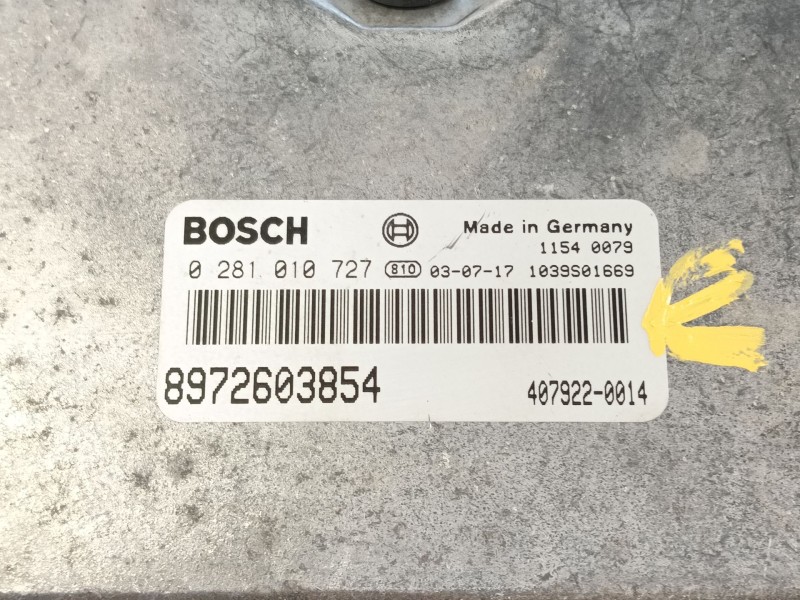 BOSCH Made in Germany
1154 0079
0 281 010 727 810 03-07-17 1039S01669
8972603854 407922-0014